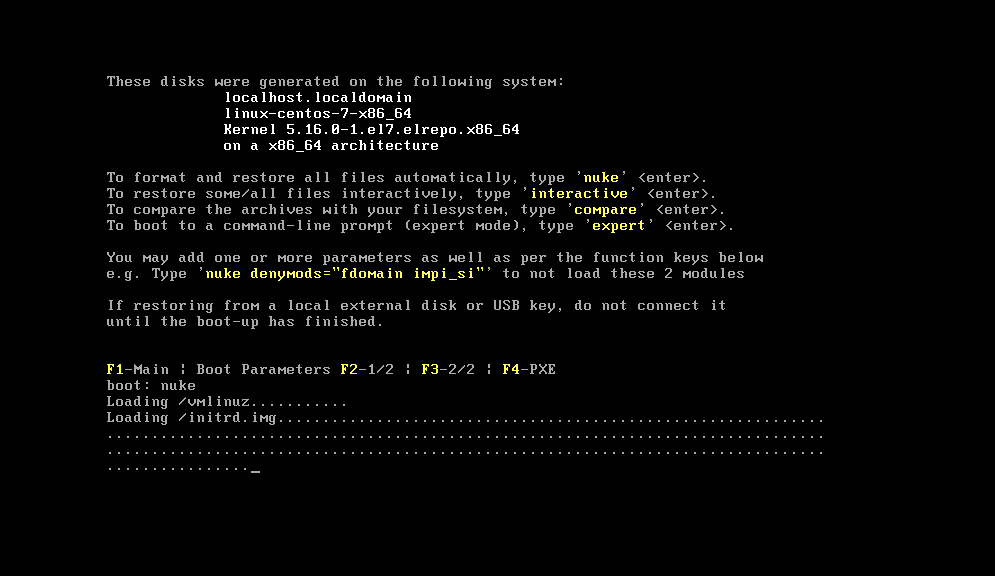 These disks were generated on the following system:
localhost.localdomain
linux-centos-7-x86_64
Kernel 5.16.0-1.el7.elrepo.x86_64
on a x86_64 architecture
To format and restore all files automatically, type 'nuke' <enter>.
To restore some/all files interactively, type 'interactive' <enter>.
To compare the archives with your filesystem, type 'compare' <enter>.
To boot to a command-line prompt (expert mode), type 'expert' <enter>.
You may add one or more parameters as well as per the function keys below
e.g. Type 'nuke denymods="fdomain impi_si"' to not load these 2 modules
If restoring from a local external disk or USB key, do not connect it
until the boot-up has finished.
F1-Main ¦ Boot Parameters F2-1/2 ¦ F3-2/2 ¦ F4-PXE
boot: nuke
Loading /vmlinuz...........
Loading /initrd.img.............................................................
................................................................................
................................................................................
................_